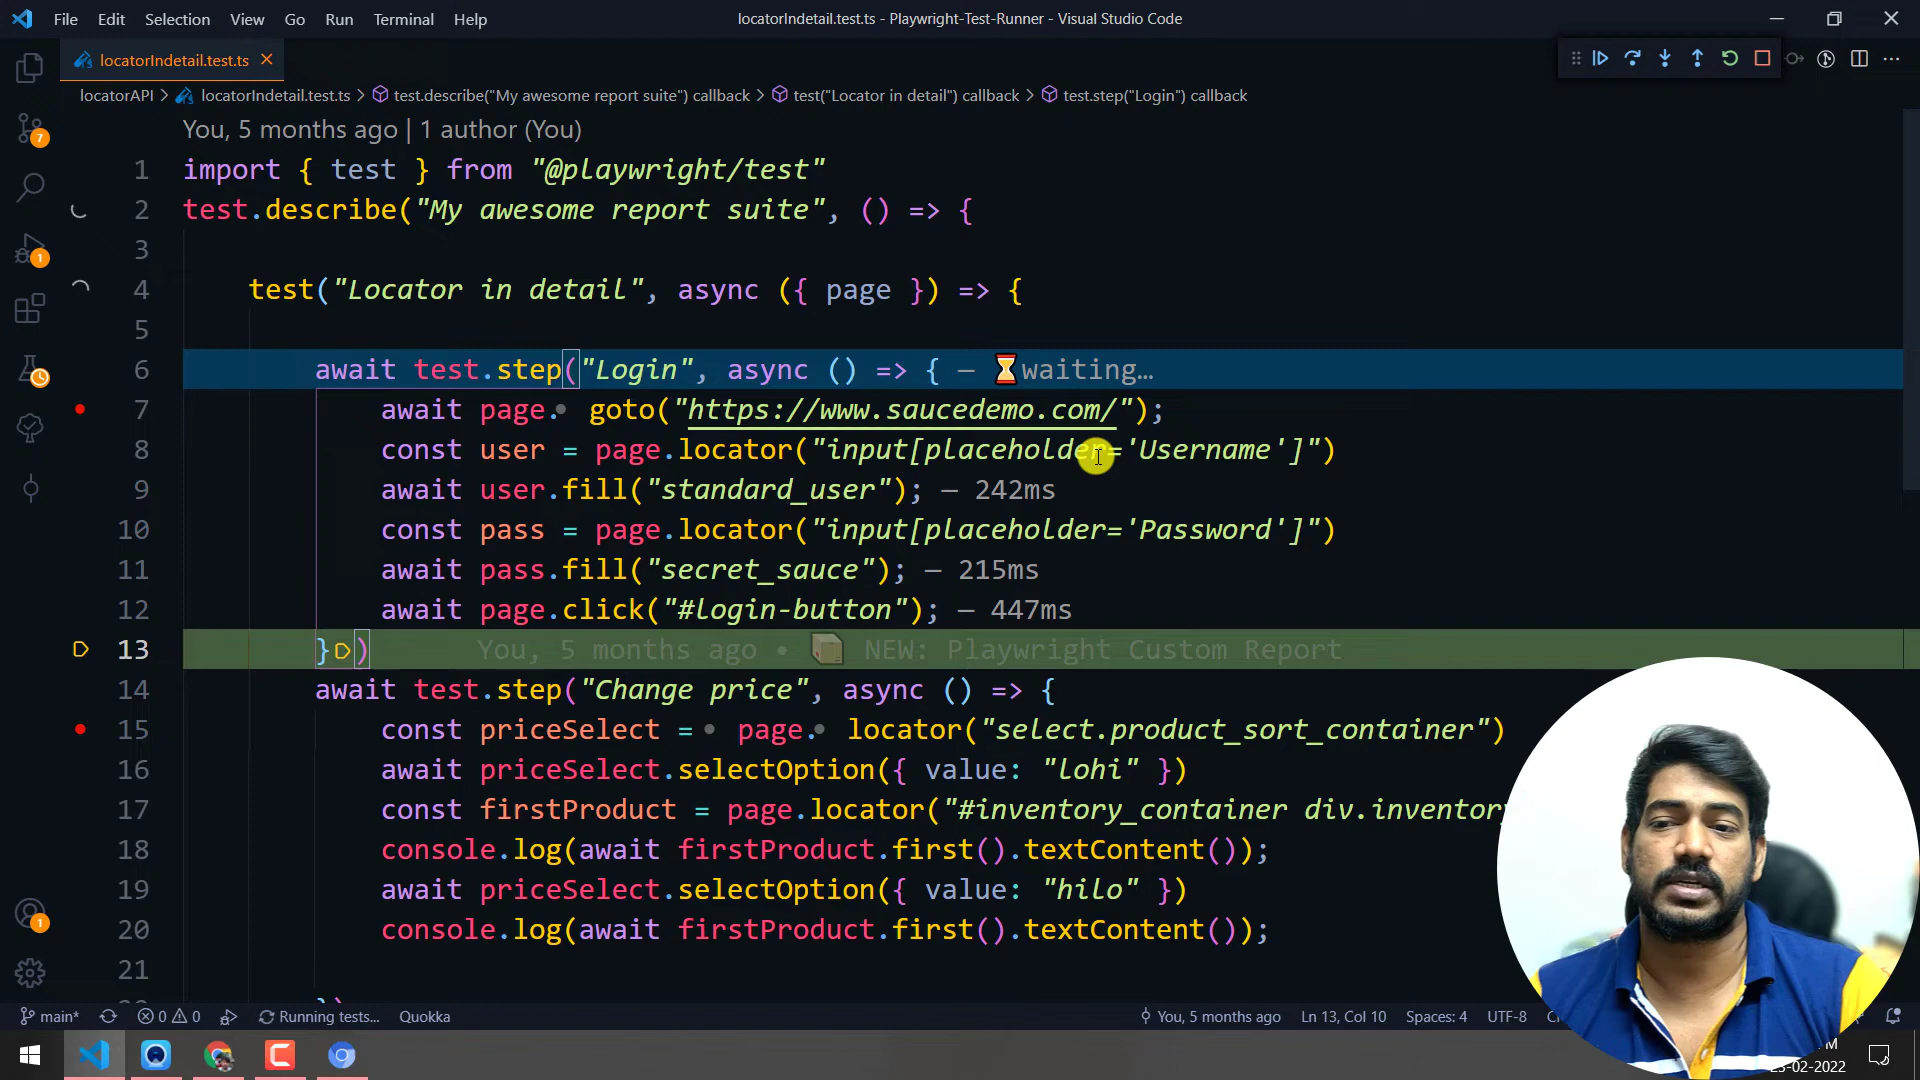 File Edit Selection View Go Run Terminal Help
locatorIndetail.test.ts - Playwright-Test-Runner - Visual Studio Code
locatorIndetail.test.ts
locatorAPI > locatorIndetail.test.ts > test.describe("My awesome report suite") callback > test("Locator in detail") callback > test.step("Login") callback
You, 5 months ago | 1 author (You)
1 import { test } from "@playwright/test"
2 test.describe("My awesome report suite", () => {
3
4 test("Locator in detail", async ({ page }) => {
5
6 await test.step("Login", async () => { — ⏳waiting…
7 await page. goto("https://www.saucedemo.com/");
8 const user = page.locator("input[placeholder='Username']")
9 await user.fill("standard_user"); — 242ms
10 const pass = page.locator("input[placeholder='Password']")
11 await pass.fill("secret_sauce"); — 215ms
12 await page.click("#login-button"); — 447ms
13 }) You, 5 months ago • 📦 NEW: Playwright Custom Report
14 await test.step("Change price", async () => {
15 const priceSelect = page. locator("select.product_sort_container")
16 await priceSelect.selectOption({ value: "lohi" })
17 const firstProduct = page.locator("#inventory_container div.inventory
18 console.log(await firstProduct.first().textContent());
19 await priceSelect.selectOption({ value: "hilo" })
20 console.log(await firstProduct.first().textContent());
21
})
7
1
1
main* 0 0 Running tests... Quokka You, 5 months ago Ln 13, Col 10 Spaces: 4 UTF-8
-02-2022